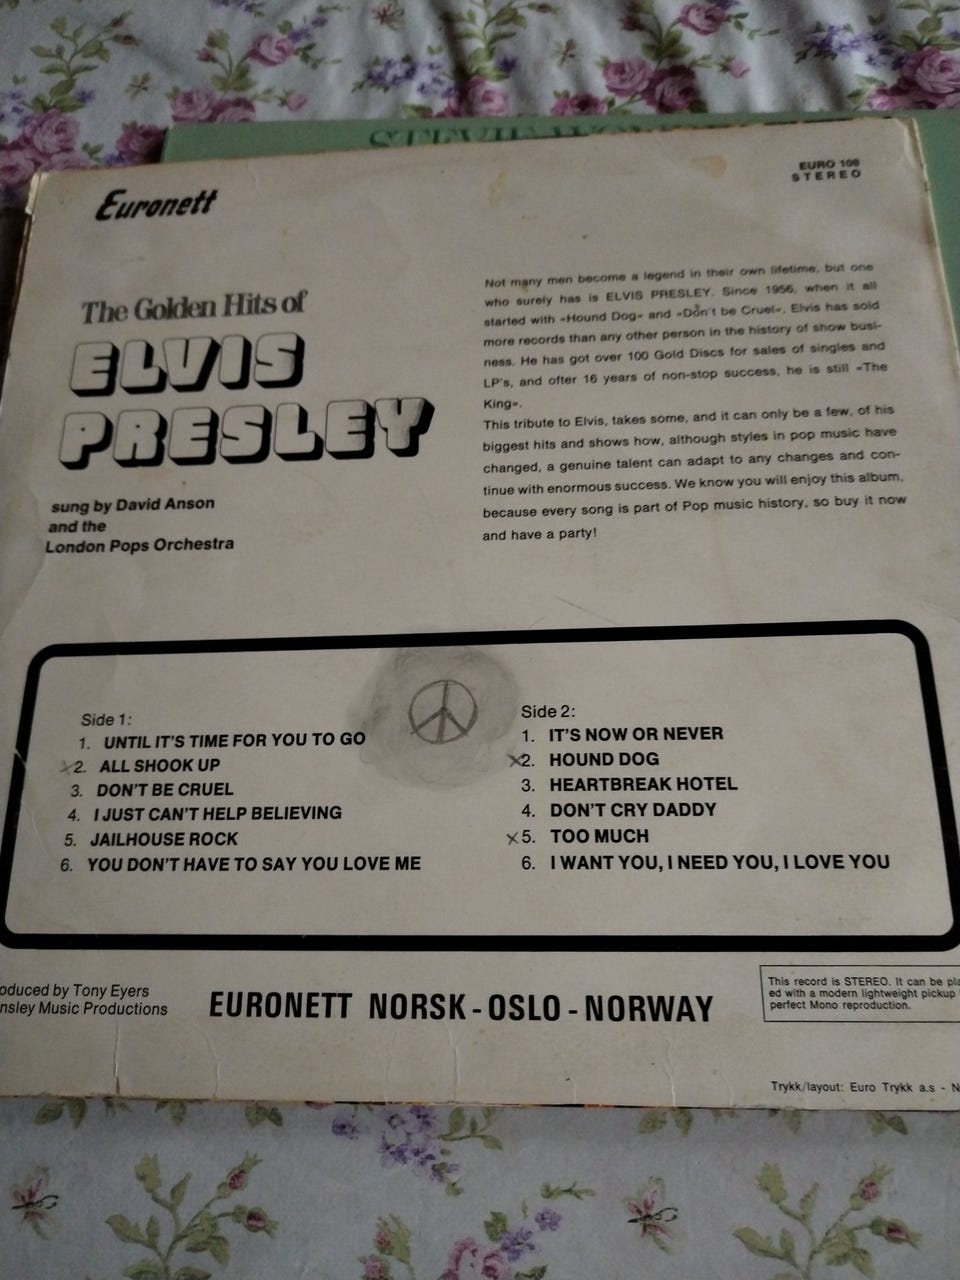 STEVIE
Euronett
EURO 108
STEREO
The Golden Hits of
ELVIS
PRESLEY
sung by David Anson
and the
London Pops Orchestra
Not many men become a legend in their own lifetime, but one
who surely has is ELVIS PRESLEY. Since 1956, when it all
started with «Hound Dog» and «Don't be Cruel», Elvis has sold
more records than any other person in the history of show busi-
ness. He has got over 100 Gold Discs for sales of singles and
LP's, and ofter 16 years of non-stop success, he is still «The
King».
This tribute to Elvis, takes some, and it can only be a few, of his
biggest hits and shows how, although styles in pop music have
changed, a genuine talent can adapt to any changes and con-
tinue with enormous success. We know you will enjoy this album,
because every song is part of Pop music history, so buy it now
and have a party!
Side 1:
1. UNTIL IT'S TIME FOR YOU TO GO
x2. ALL SHOOK UP
3. DON'T BE CRUEL
4. I JUST CAN'T HELP BELIEVING
5. JAILHOUSE ROCK
6. YOU DON'T HAVE TO SAY YOU LOVE ME
Side 2:
1. IT'S NOW OR NEVER
x2. HOUND DOG
3. HEARTBREAK HOTEL
4. DON'T CRY DADDY
x5. TOO MUCH
6. I WANT YOU, I NEED YOU, I LOVE YOU
oduced by Tony Eyers
nsley Music Productions
EURONETT NORSK - OSLO - NORWAY
This record is STEREO. It can be pla
ed with a modern lightweight pickup
perfect Mono reproduction.
Trykk/layout: Euro Trykk a.s - N